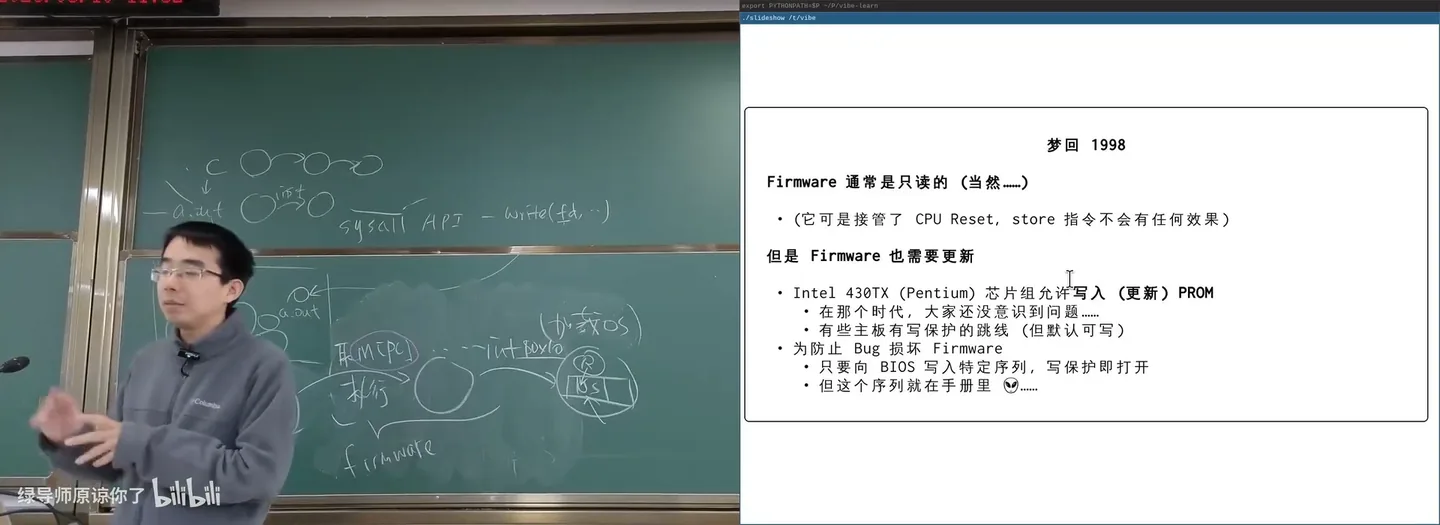 C
a.out
init
syscall API — write(fd, ...)
a.out
取M[PC]
执行
int
(加载OS)
firmware
Columbia
绿导师原谅你了 bilibili
export PYTHONPATH=$P ~/P/vibe-learn
./slideshow /t/vibe
梦回 1998
Firmware 通常是只读的 (当然……)
• (它可是接管了 CPU Reset, store 指令不会有任何效果)
但是 Firmware 也需要更新
• Intel 430TX (Pentium) 芯片组允许写入 (更新) PROM
• 在那个时代，大家还没意识到问题……
• 有些主板有写保护的跳线 (但默认可写)
• 为防止 Bug 损坏 Firmware
• 只要向 BIOS 写入特定序列，写保护即打开
• 但这个序列就在手册里 👽……